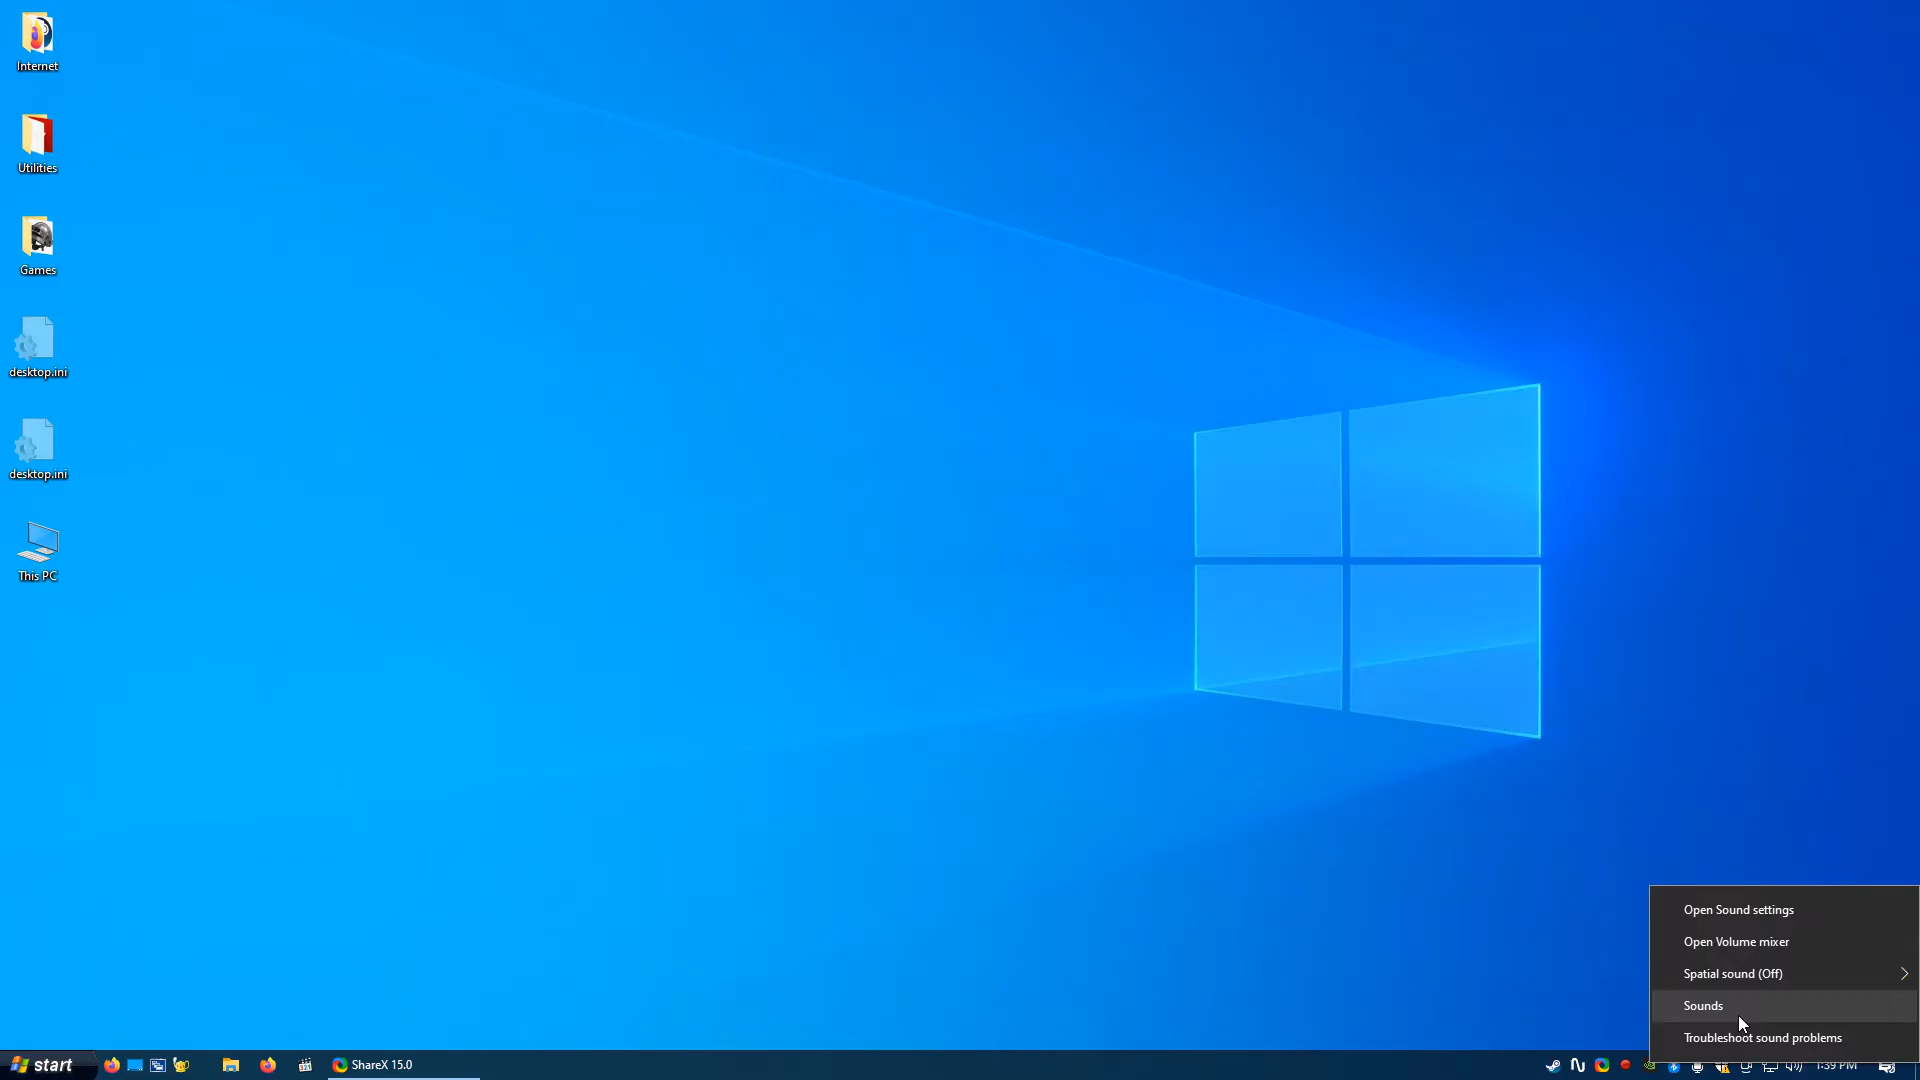 Internet
Utilities
Games
desktop.ini
desktop.ini
This PC
Open Sound settings
Open Volume mixer
Spatial sound (Off)
Sounds
Troubleshoot sound problems
start
ShareX 15.0
1:39 PM